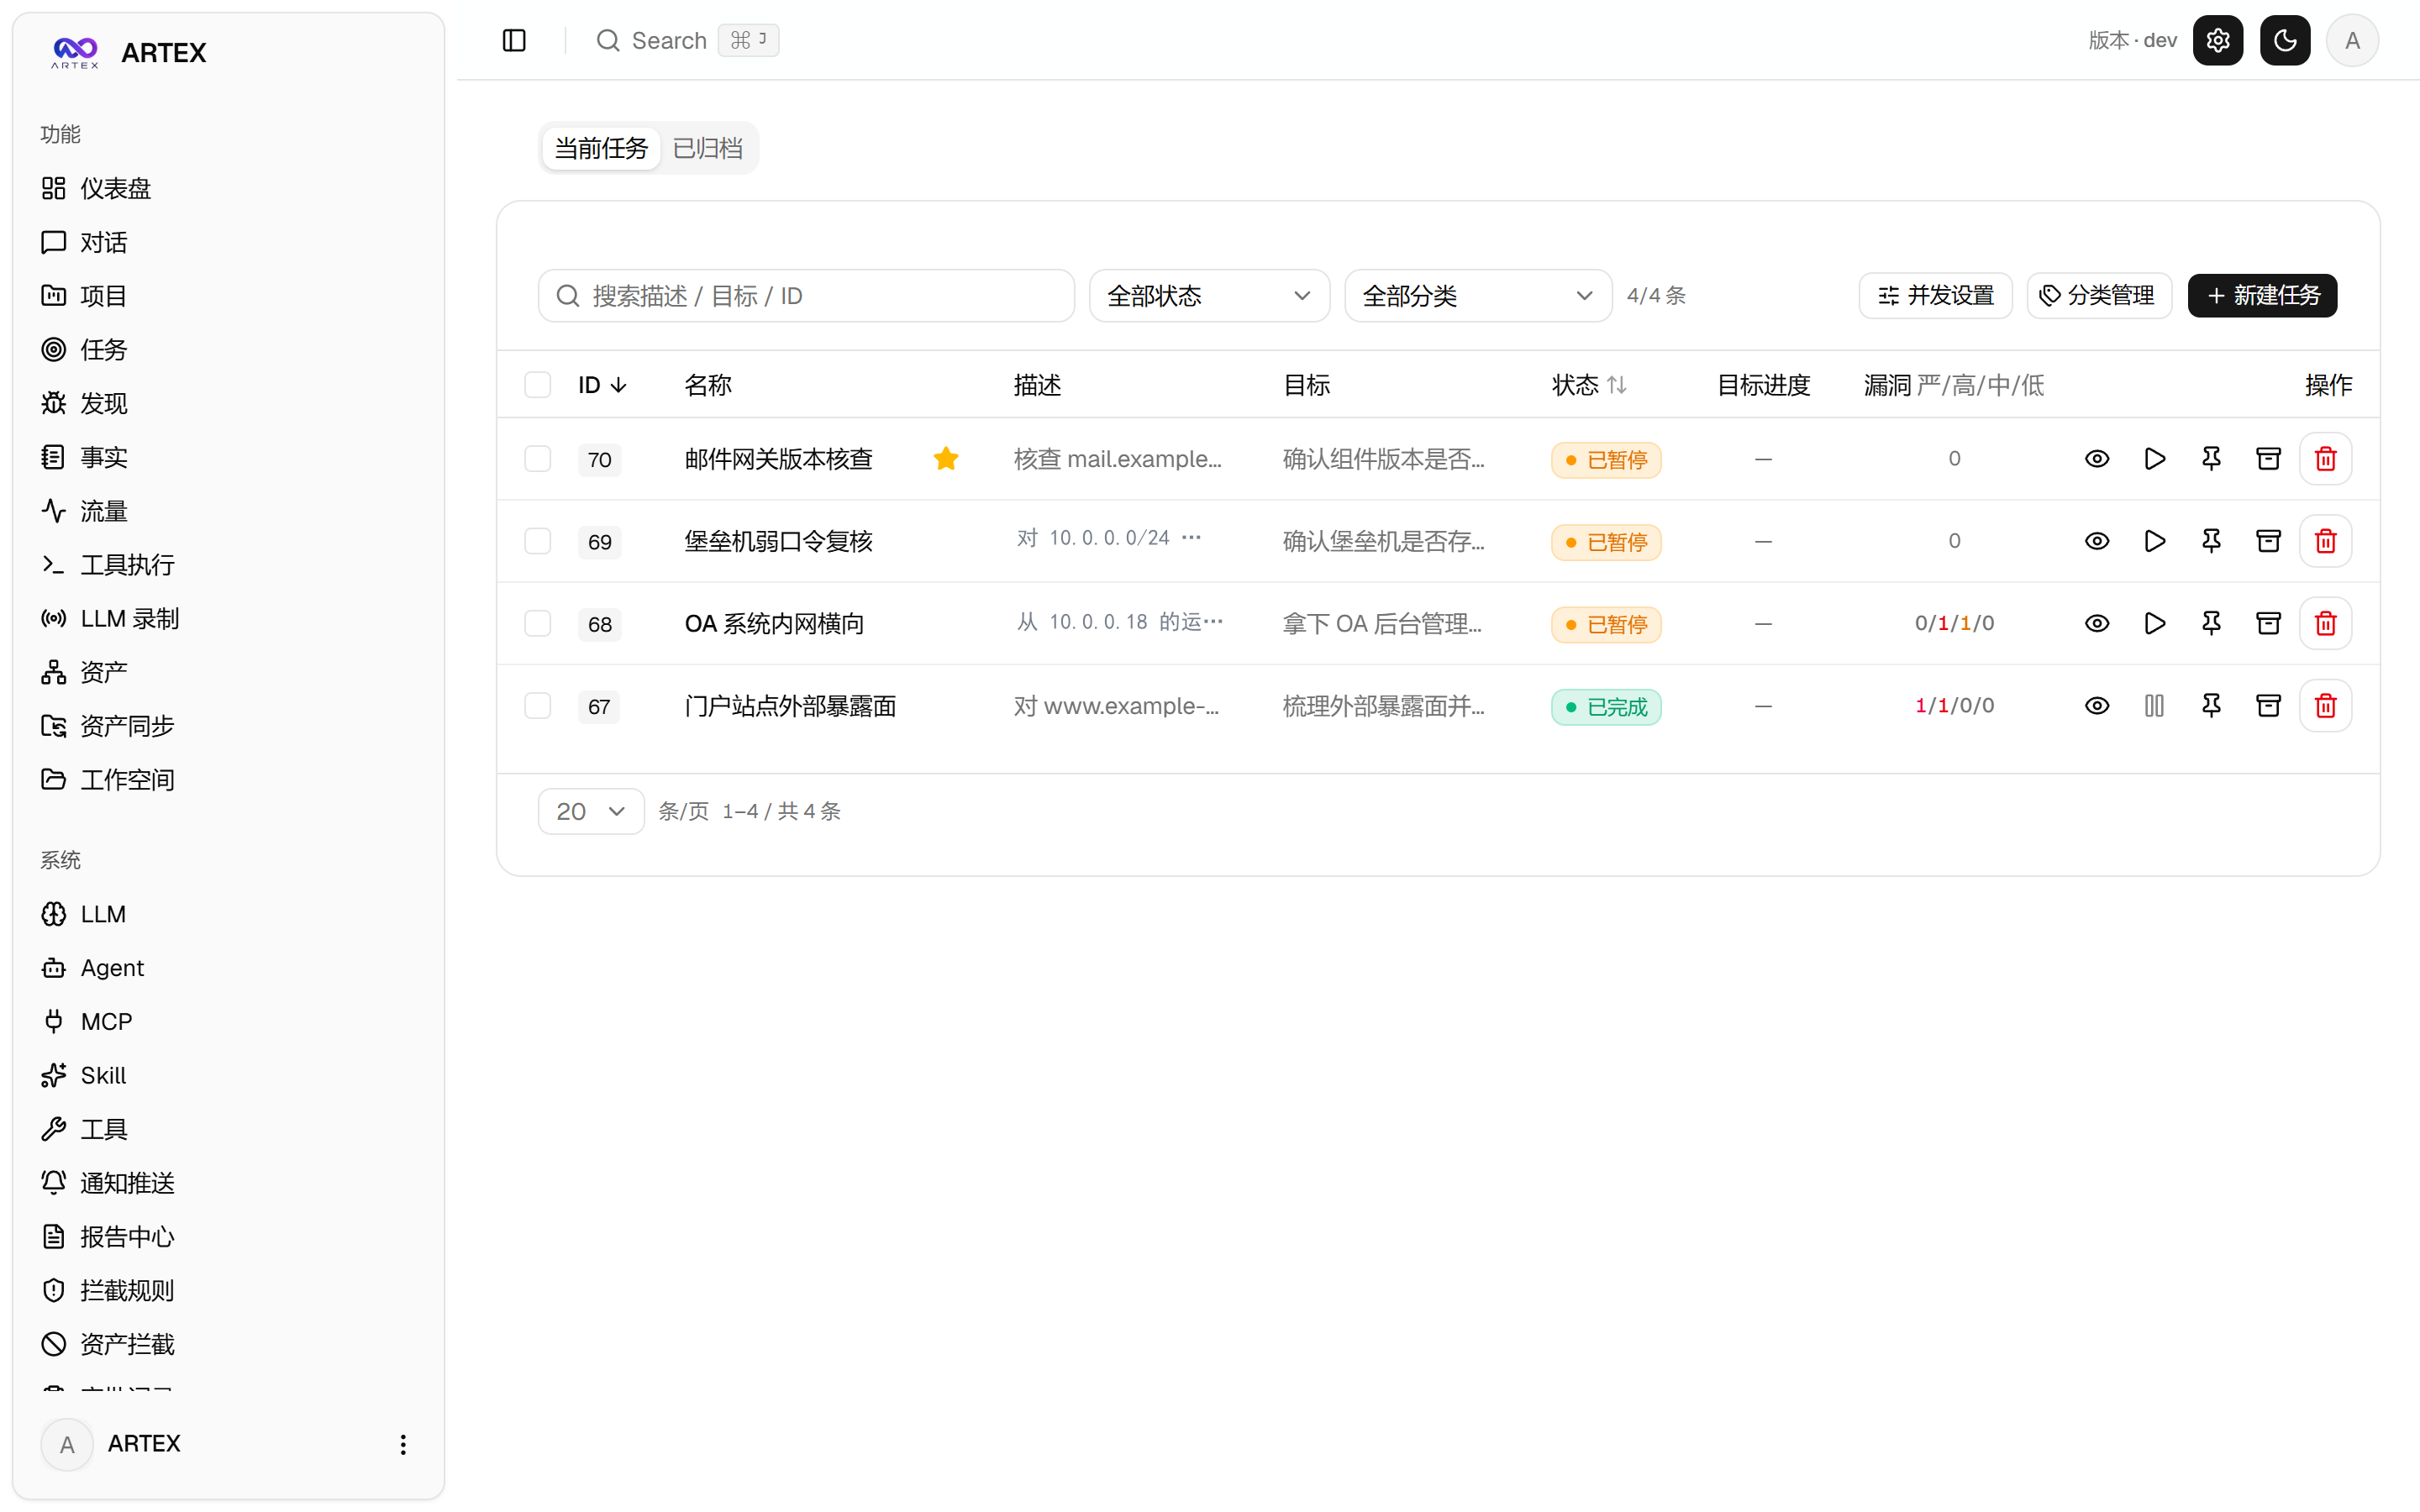 ARTEX
ARTEX
功能
仪表盘
对话
项目
任务
发现
事实
流量
工具执行
LLM 录制
资产
资产同步
工作空间
系统
LLM
Agent
MCP
Skill
工具
通知推送
报告中心
拦截规则
资产拦截
A ARTEX
Search ⌘ J
版本 · dev
A
当前任务 已归档
搜索描述 / 目标 / ID 全部状态 全部分类 4/4 条 并发设置 分类管理 + 新建任务
ID 名称 描述 目标 状态 目标进度 漏洞 严/高/中/低 操作
70 邮件网关版本核查 核查 mail.example... 确认组件版本是否... 已暂停 — 0
69 堡垒机弱口令复核 对 10.0.0.0/24 ... 确认堡垒机是否存... 已暂停 — 0
68 OA 系统内网横向 从 10.0.0.18 的运... 拿下 OA 后台管理... 已暂停 — 0/1/1/0
67 门户站点外部暴露面 对 www.example-... 梳理外部暴露面并... 已完成 — 1/1/0/0
20 条/页 1–4 / 共 4 条